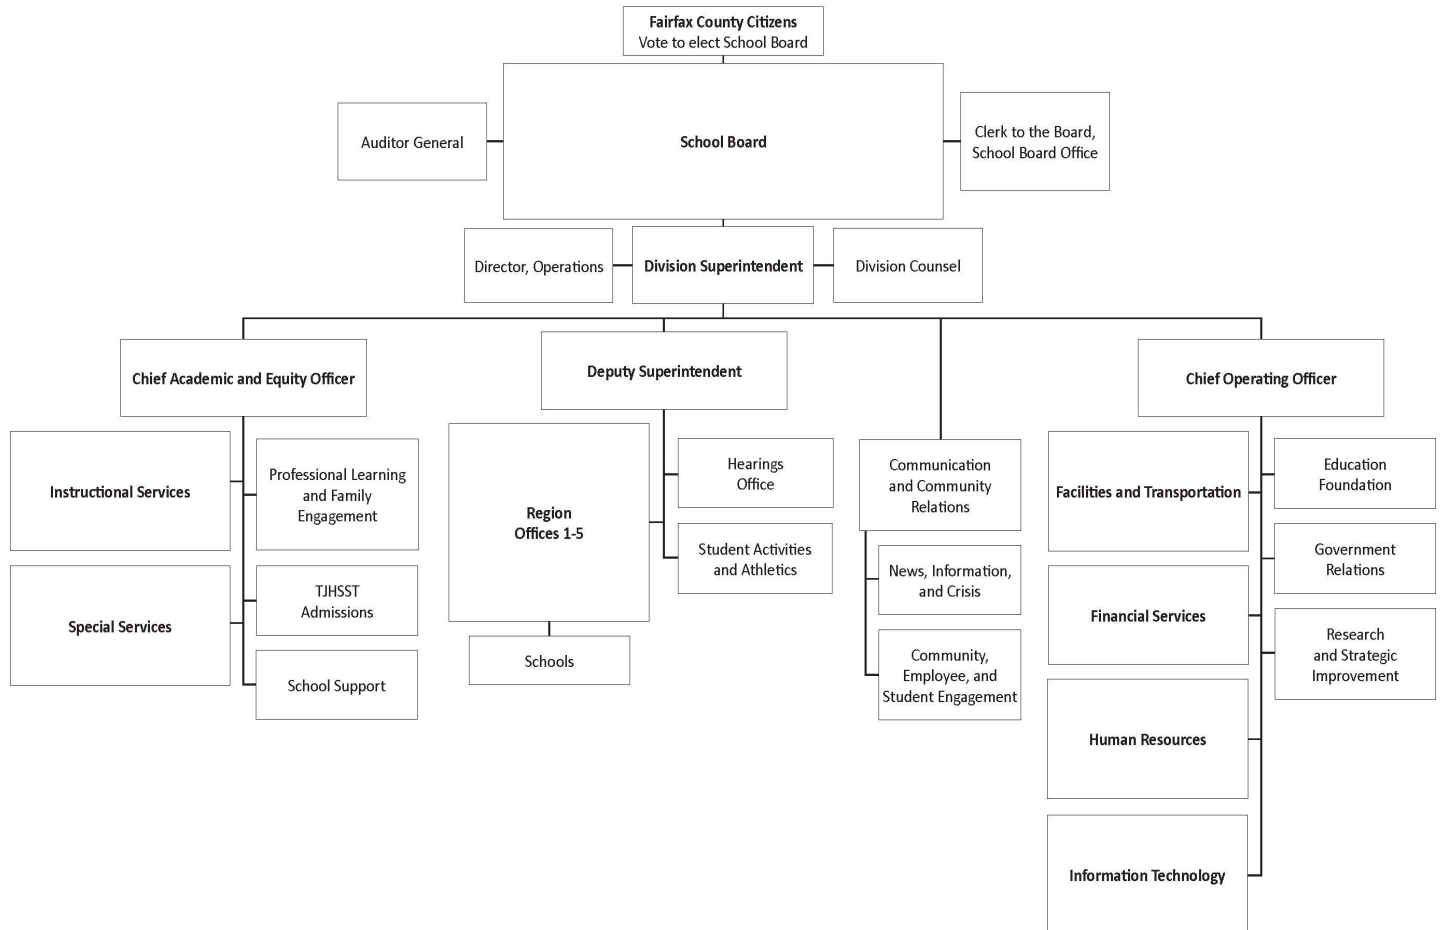 Fairfax County Citizens
Vote to elect School Board
Auditor General
School Board
Clerk to the Board,
School Board Office
Director, Operations
Division Superintendent
Division Counsel
Chief Academic and Equity Officer
Deputy Superintendent
Chief Operating Officer
Instructional Services
Professional Learning
and Family
Engagement
Special Services
TJHSST
Admissions
School Support
Region
Offices 1-5
Schools
Hearings
Office
Student Activities
and Athletics
Communication
and Community
Relations
News, Information,
and Crisis
Community,
Employee, and
Student Engagement
Facilities and Transportation
Education
Foundation
Government
Relations
Financial Services
Research
and Strategic
Improvement
Human Resources
Information Technology